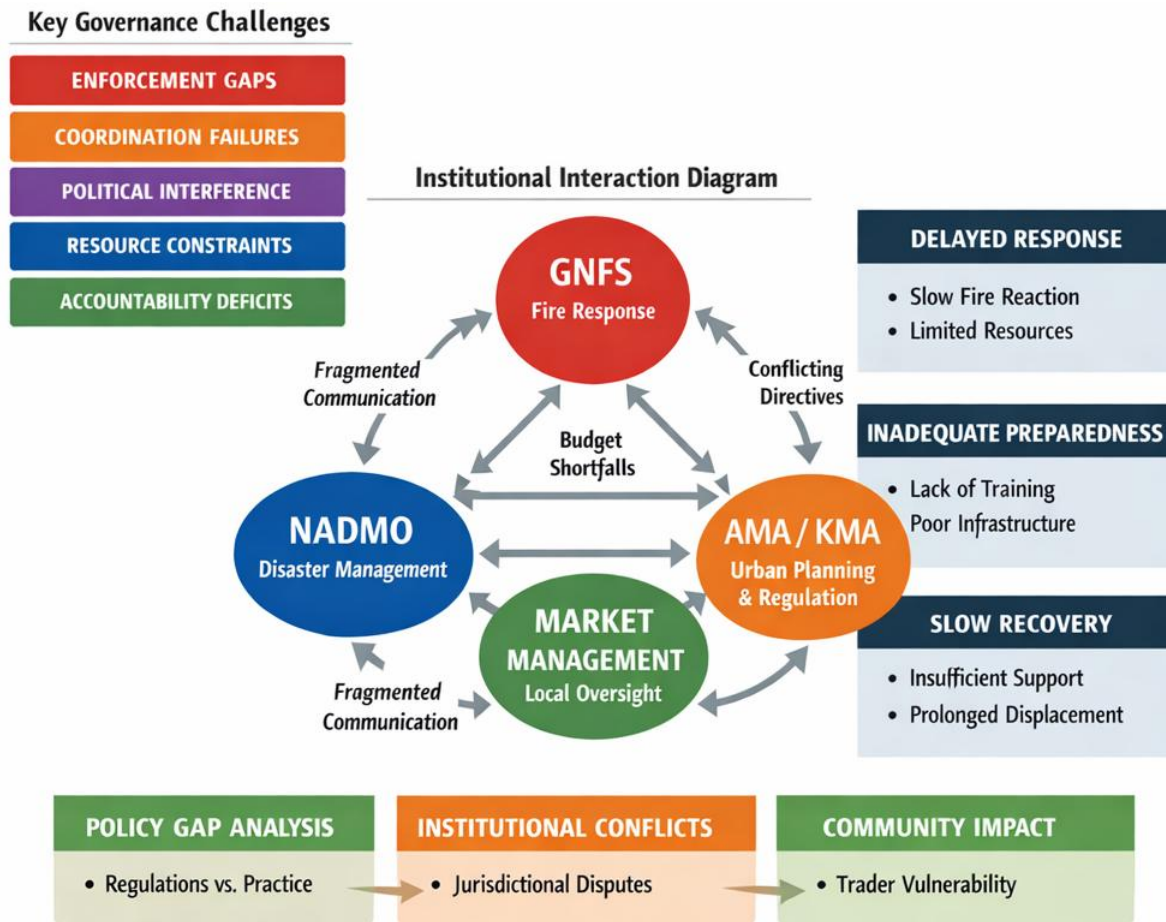 Key Governance Challenges
ENFORCEMENT GAPS
COORDINATION FAILURES
POLITICAL INTERFERENCE
RESOURCE CONSTRAINTS
ACCOUNTABILITY DEFICITS
Institutional Interaction Diagram
GNFS
Fire Response
Fragmented
Communication
Conflicting
Directives
Budget
Shortfalls
NADMO
Disaster Management
AMA / KMA
Urban Planning
& Regulation
MARKET
MANAGEMENT
Local Oversight
Fragmented
Communication
DELAYED RESPONSE
• Slow Fire Reaction
• Limited Resources
INADEQUATE PREPAREDNESS
• Lack of Training
Poor Infrastructure
SLOW RECOVERY
• Insufficient Support
• Prolonged Displacement
POLICY GAP ANALYSIS
• Regulations vs. Practice
INSTITUTIONAL CONFLICTS
• Jurisdictional Disputes
COMMUNITY IMPACT
• Trader Vulnerability